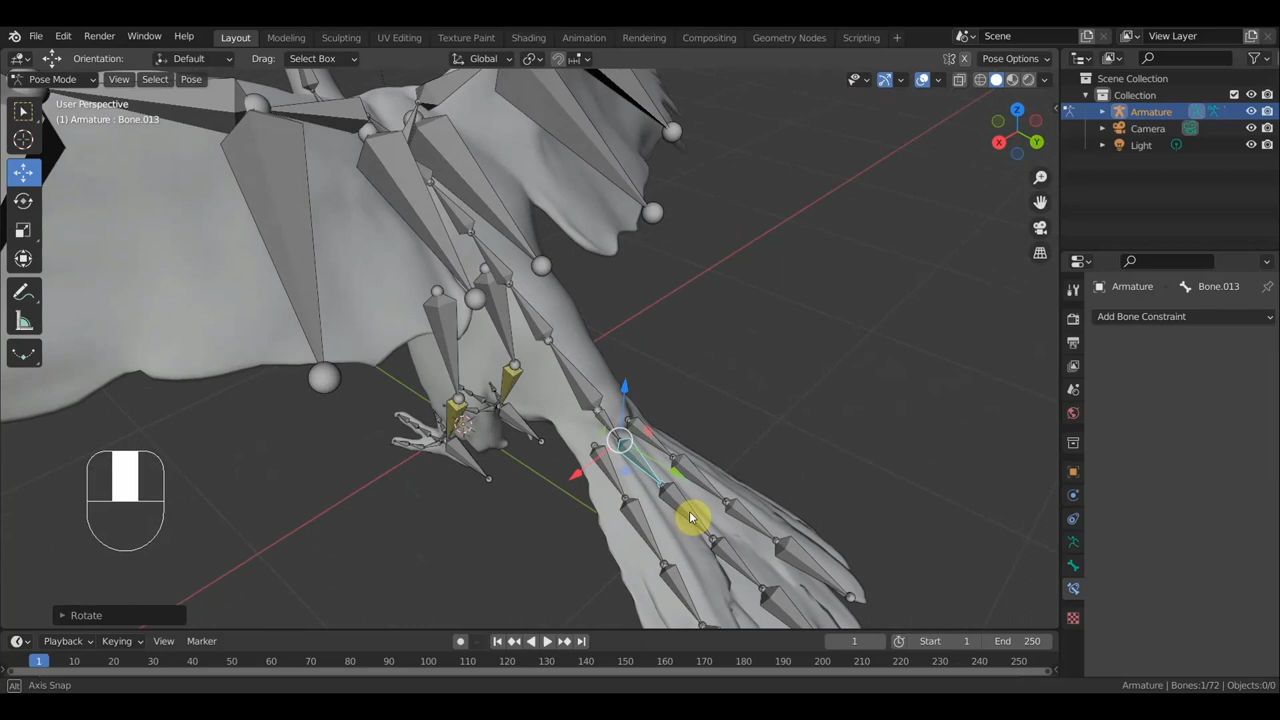 File Edit Render Window Help Layout Modeling Sculpting UV Editing Texture Paint Shading Animation Rendering Compositing Geometry Nodes Scripting + Scene View Layer
Orientation: Default Drag: Select Box Global X Pose Options
Pose Mode View Select Pose
Scene Collection
User Perspective
(1) Armature : Bone.013
Collection
Armature
Camera
Light
Z
X
Y
Armature Bone.013
Add Bone Constraint
Rotate
Playback Keying View Marker 1 Start 1 End 250
1 10 20 30 40 50 60 70 80 90 100 110 120 130 140 150 160 170 180 190 200 210 220 230 240 250
Alt Axis Snap Armature | Bones:1/72 | Objects:0/0